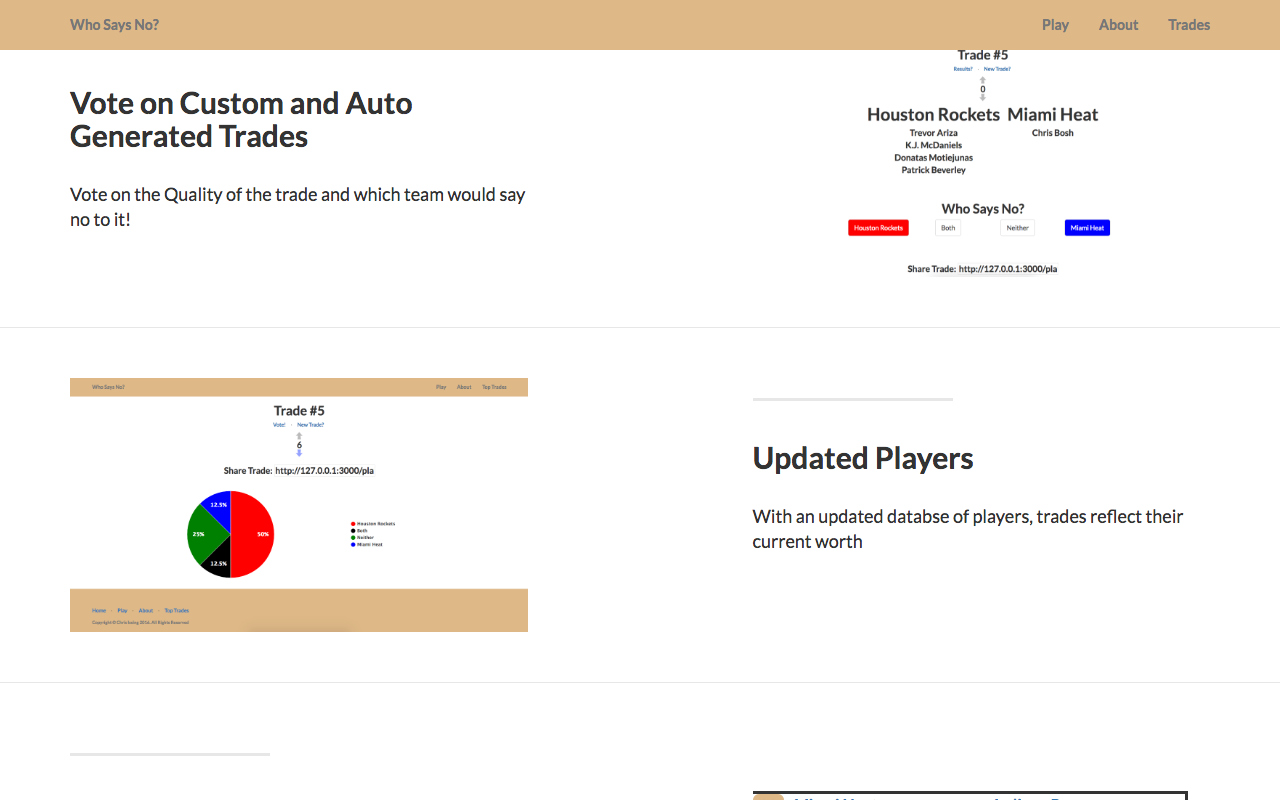 Who Says No?
Play About Trades
Vote on Custom and Auto
Generated Trades
Vote on the Quality of the trade and which team would say
no to it!
Trade #5
Results? - New Trade?
0
Houston Rockets Miami Heat
Trevor Ariza Chris Bosh
K.J. McDaniels
Donatas Motiejunas
Patrick Beverley
Who Says No?
Houston Rockets Both Neither Miami Heat
Share Trade: http://127.0.0.1:3000/pla
Who Says No? Play About Top Trades
Trade #5
Vote! - New Trade?
6
Share Trade: http://127.0.0.1:3000/pla
12.5%
25% 50%
12.5%
Houston Rockets
Both
Neither
Miami Heat
Home - Play - About - Top Trades
Updated Players
With an updated databse of players, trades reflect their
current worth